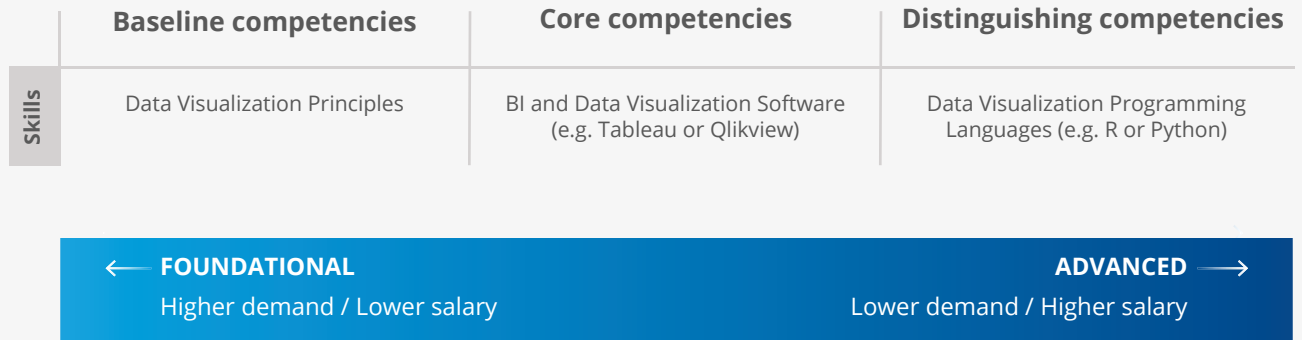 Baseline competencies
Core competencies
Distinguishing competencies
Skills
Data Visualization Principles
BI and Data Visualization Software
(e.g. Tableau or Qlikview)
Data Visualization Programming
Languages (e.g. R or Python)
← FOUNDATIONAL
Higher demand / Lower salary
ADVANCED →
Lower demand / Higher salary